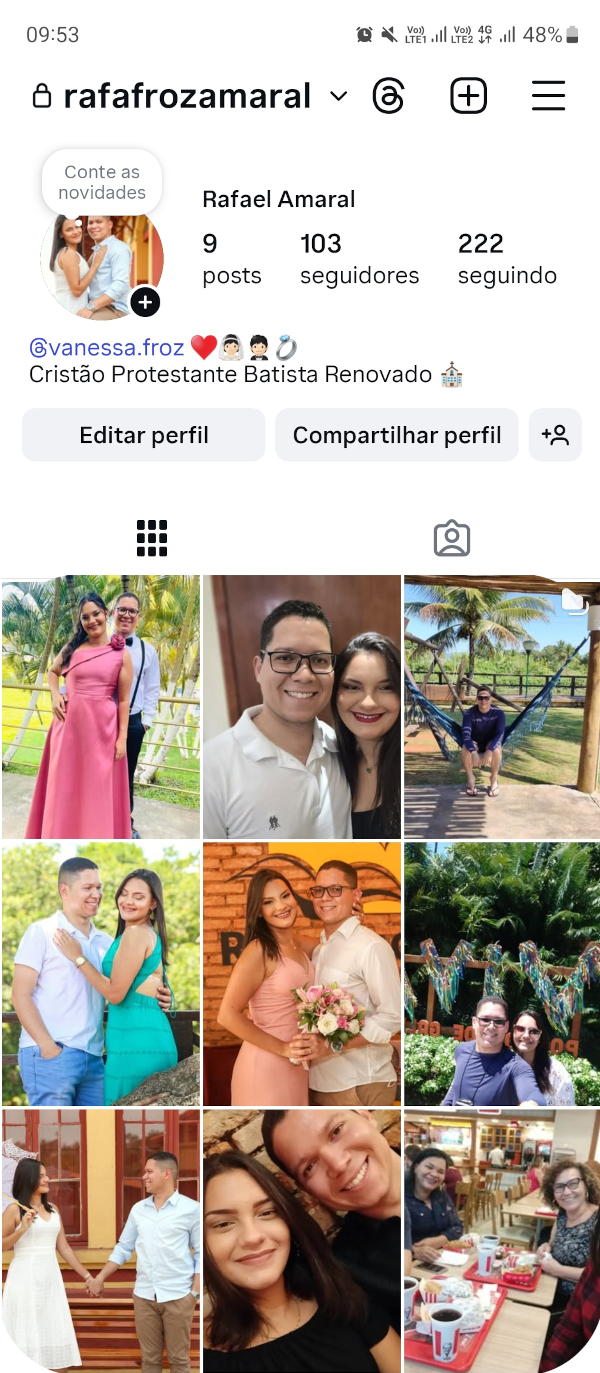 09:53
Vo)) LTE1 Vo)) LTE2 4G 48%
rafafrozamaral
Conte as
novidades
Rafael Amaral
9 103 222
posts seguidores seguindo
@vanessa.froz ❤️👰🏻🤵🏻💍
Cristão Protestante Batista Renovado ⛪
Editar perfil Compartilhar perfil
KFC